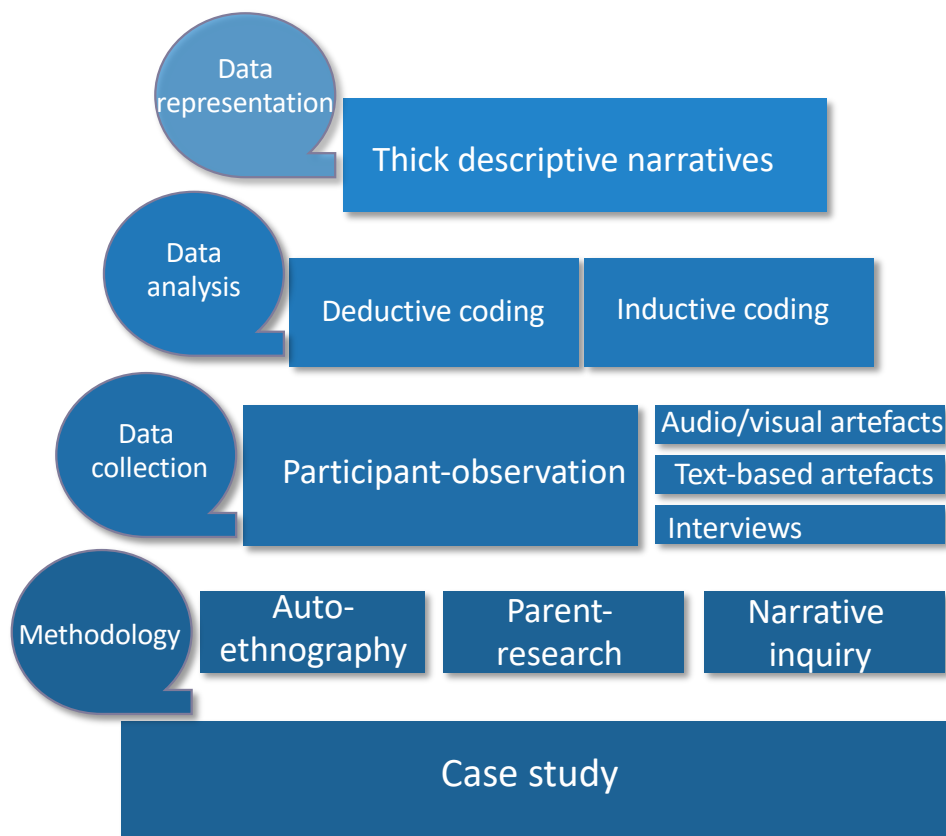 Data
representation
Thick descriptive narratives
Data
analysis
Deductive coding
Inductive coding
Data
collection
Participant-observation
Audio/visual artefacts
Text-based artefacts
Interviews
Methodology
Auto-
ethnography
Parent-
research
Narrative
inquiry
Case study